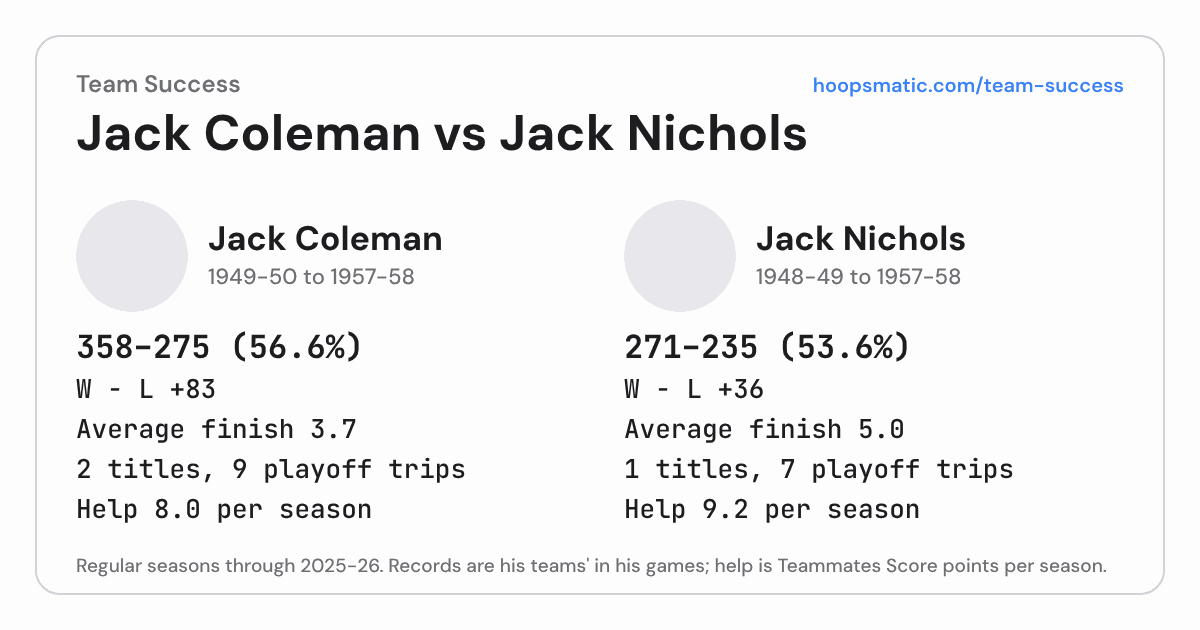 Team Success
hoopsmatic.com/team-success
Jack Coleman vs Jack Nichols
Jack Coleman
1949-50 to 1957-58
358-275 (56.6%)
W - L +83
Average finish 3.7
2 titles, 9 playoff trips
Help 8.0 per season
Jack Nichols
1948-49 to 1957-58
271-235 (53.6%)
W - L +36
Average finish 5.0
1 titles, 7 playoff trips
Help 9.2 per season
Regular seasons through 2025-26. Records are his teams' in his games; help is Teammates Score points per season.